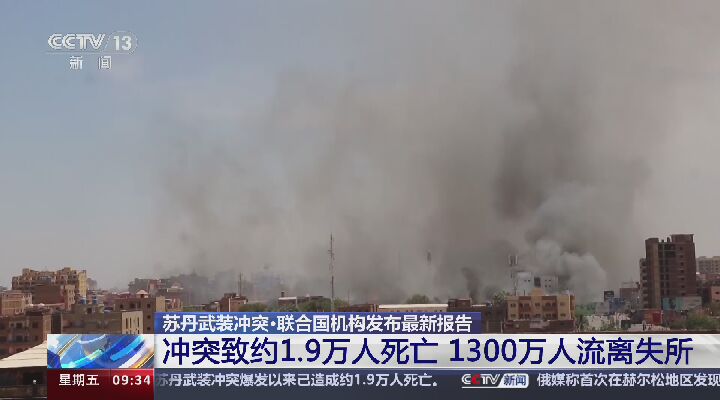 CCTV 13
新闻
苏丹武装冲突·联合国机构发布最新报告
冲突致约1.9万人死亡 1300万人流离失所
星期五 09:34 苏丹武装冲突爆发以来已造成约1.9万人死亡。 CCTV 新闻 俄媒称首次在赫尔松地区发现